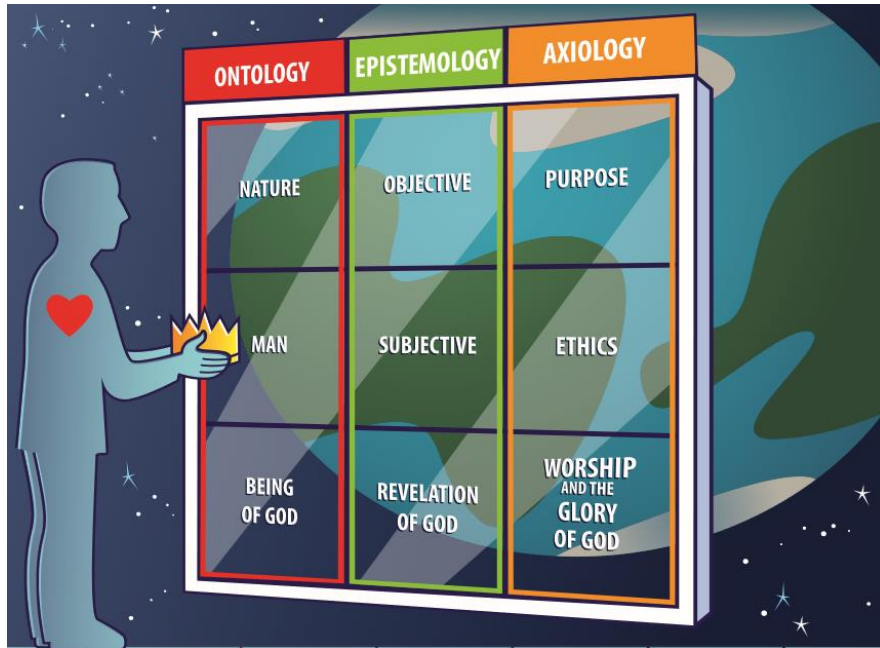 ONTOLOGY
EPISTEMOLOGY
AXIOLOGY
NATURE
OBJECTIVE
PURPOSE
MAN
SUBJECTIVE
ETHICS
BEING
OF GOD
REVELATION
OF GOD
WORSHIP
AND THE
GLORY
OF GOD